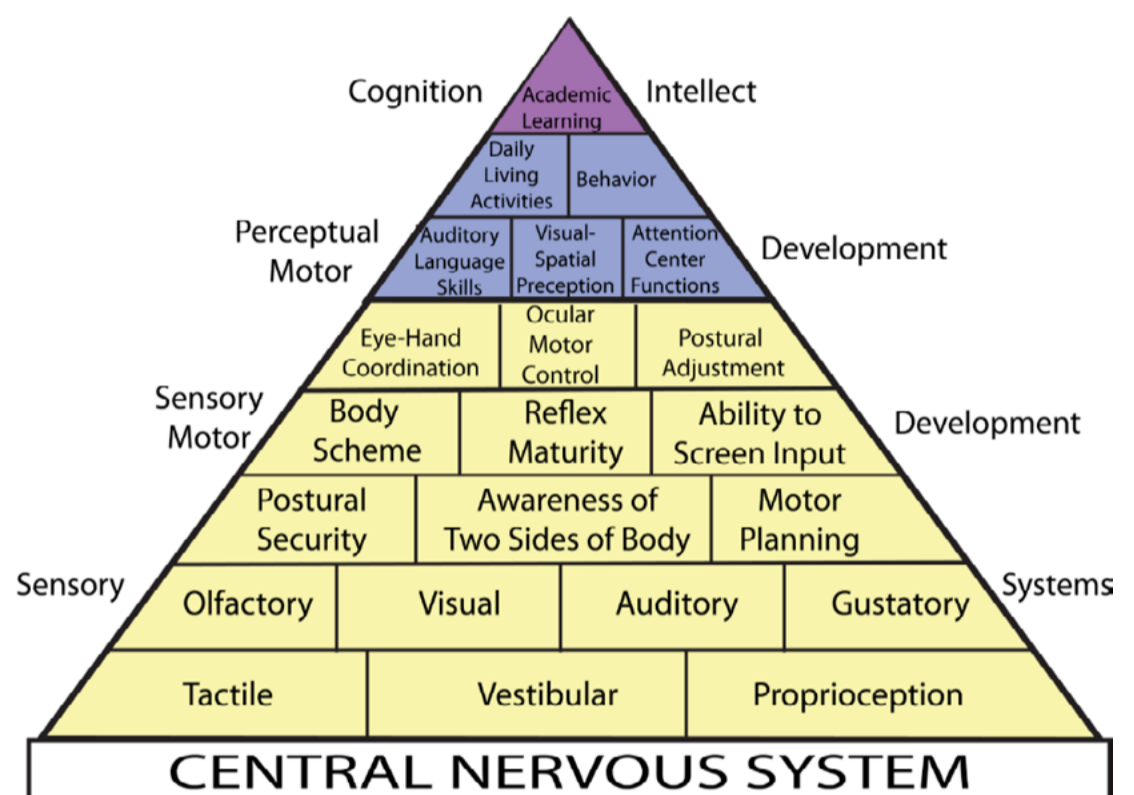 Cognition
Academic
Learning
Intellect
Daily
Living
Activities
Behavior
Perceptual
Motor
Auditory
Language
Skills
Visual-
Spatial
Preception
Attention
Center
Functions
Development
Eye-Hand
Coordination
Ocular
Motor
Control
Postural
Adjustment
Sensory
Motor
Body
Scheme
Reflex
Maturity
Ability to
Screen Input
Development
Postural
Security
Awareness of
Two Sides of Body
Motor
Planning
Sensory
Olfactory
Visual
Auditory
Gustatory
Systems
Tactile
Vestibular
Proprioception
CENTRAL NERVOUS SYSTEM